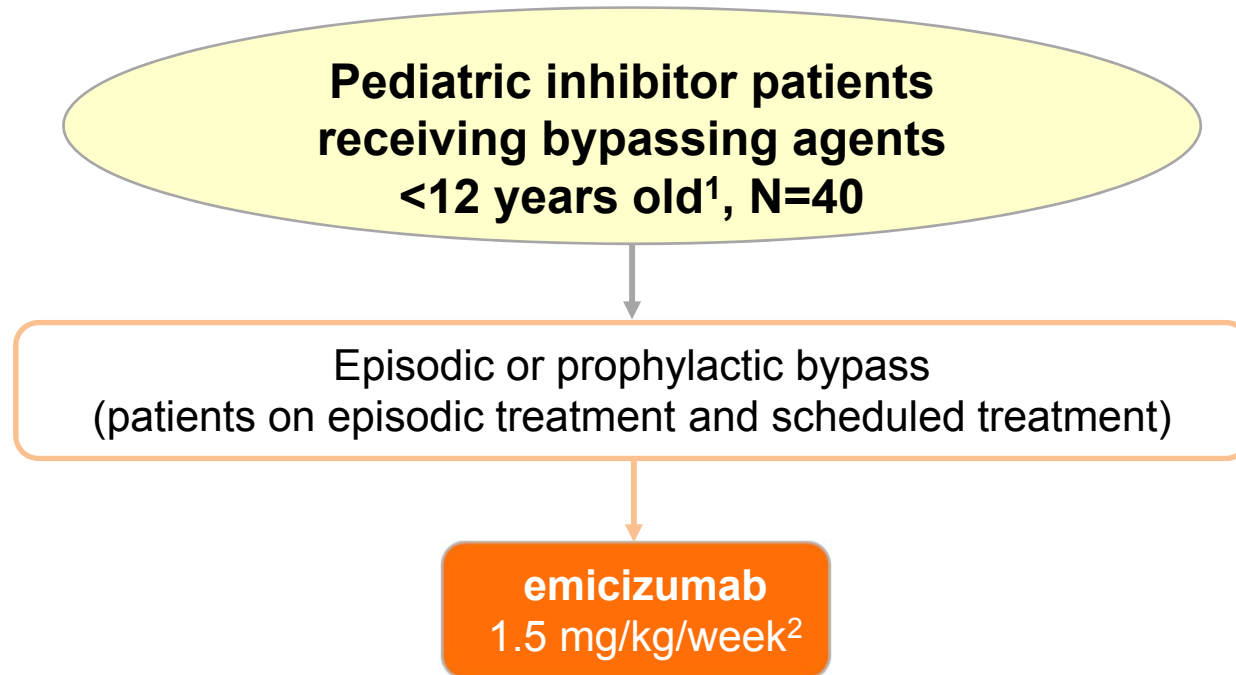 Pediatric inhibitor patients
receiving bypassing agents
<12 years old¹, N=40
Episodic or prophylactic bypass
(patients on episodic treatment and scheduled treatment)
emicizumab
1.5 mg/kg/week²